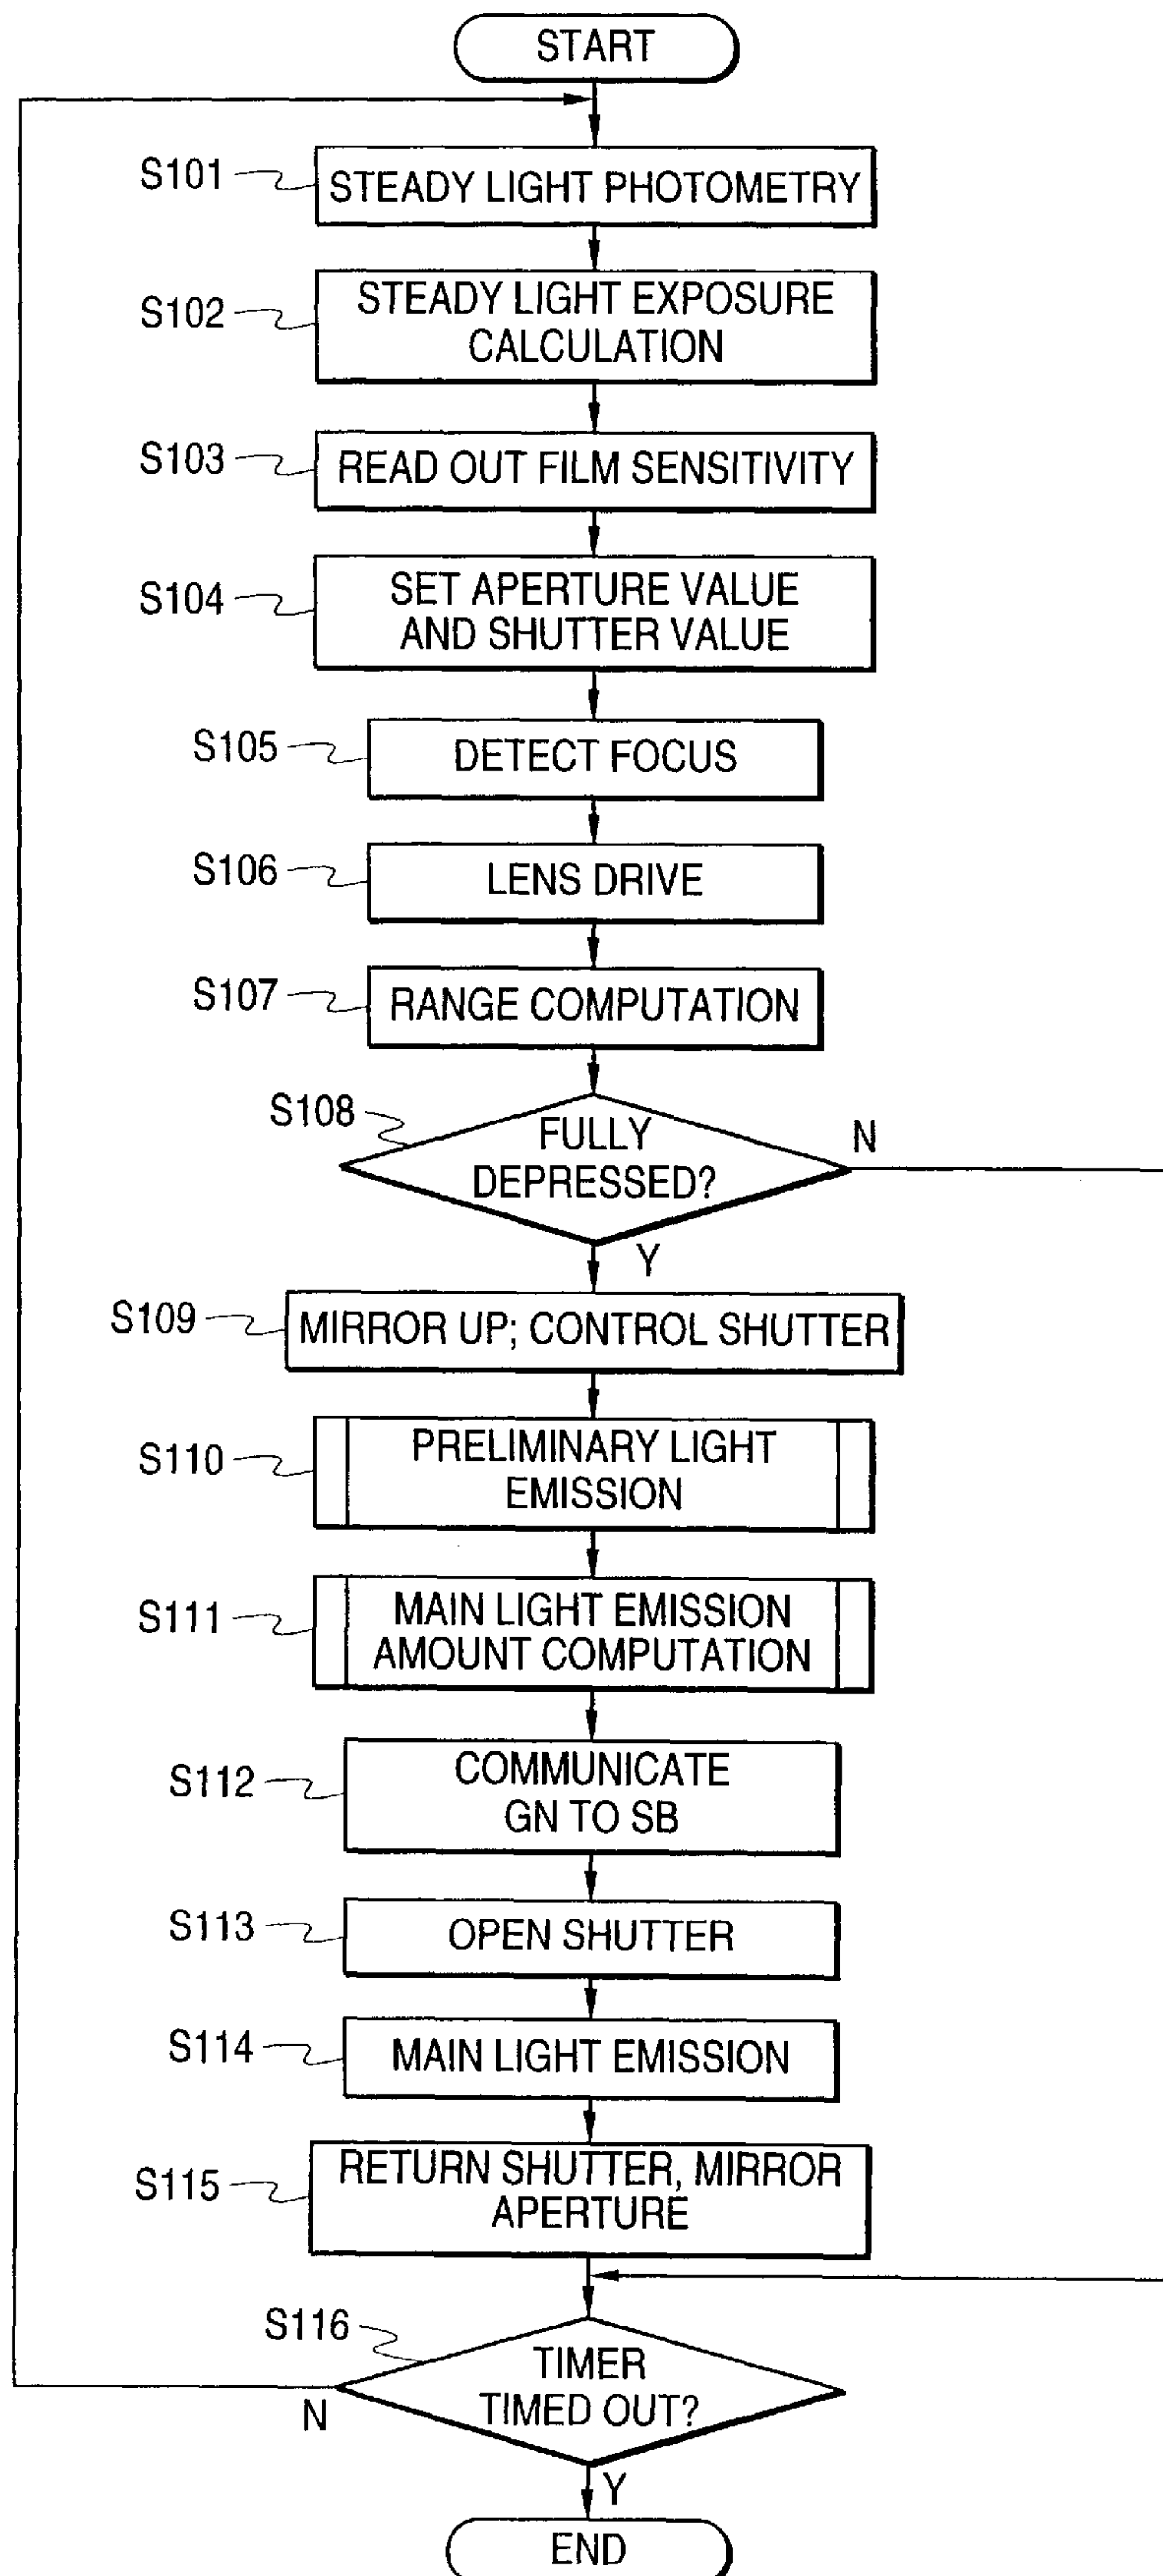 START
S101
STEADY LIGHT PHOTOMETRY
S102
STEADY LIGHT EXPOSURE
CALCULATION
S103
READ OUT FILM SENSITIVITY
S104
SET APERTURE VALUE
AND SHUTTER VALUE
S105
DETECT FOCUS
S106
LENS DRIVE
S107
RANGE COMPUTATION
S108
FULLY
DEPRESSED?
N
Y
S109
MIRROR UP; CONTROL SHUTTER
S110
PRELIMINARY LIGHT
EMISSION
S111
MAIN LIGHT EMISSION
AMOUNT COMPUTATION
S112
COMMUNICATE
GN TO SB
S113
OPEN SHUTTER
S114
MAIN LIGHT EMISSION
S115
RETURN SHUTTER, MIRROR
APERTURE
S116
TIMER
TIMED OUT?
N
Y
END